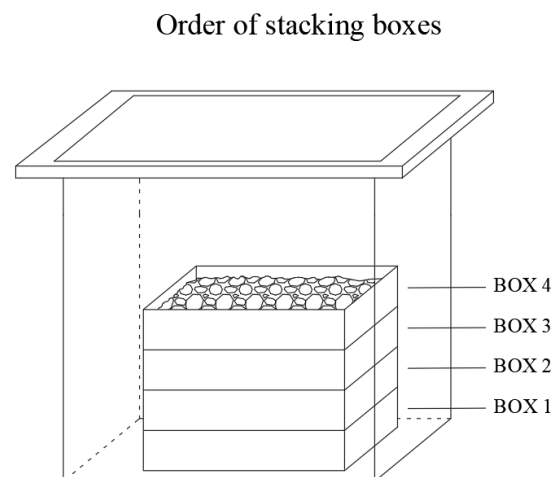 Order of stacking boxes
BOX 4
BOX 3
BOX 2
BOX 1